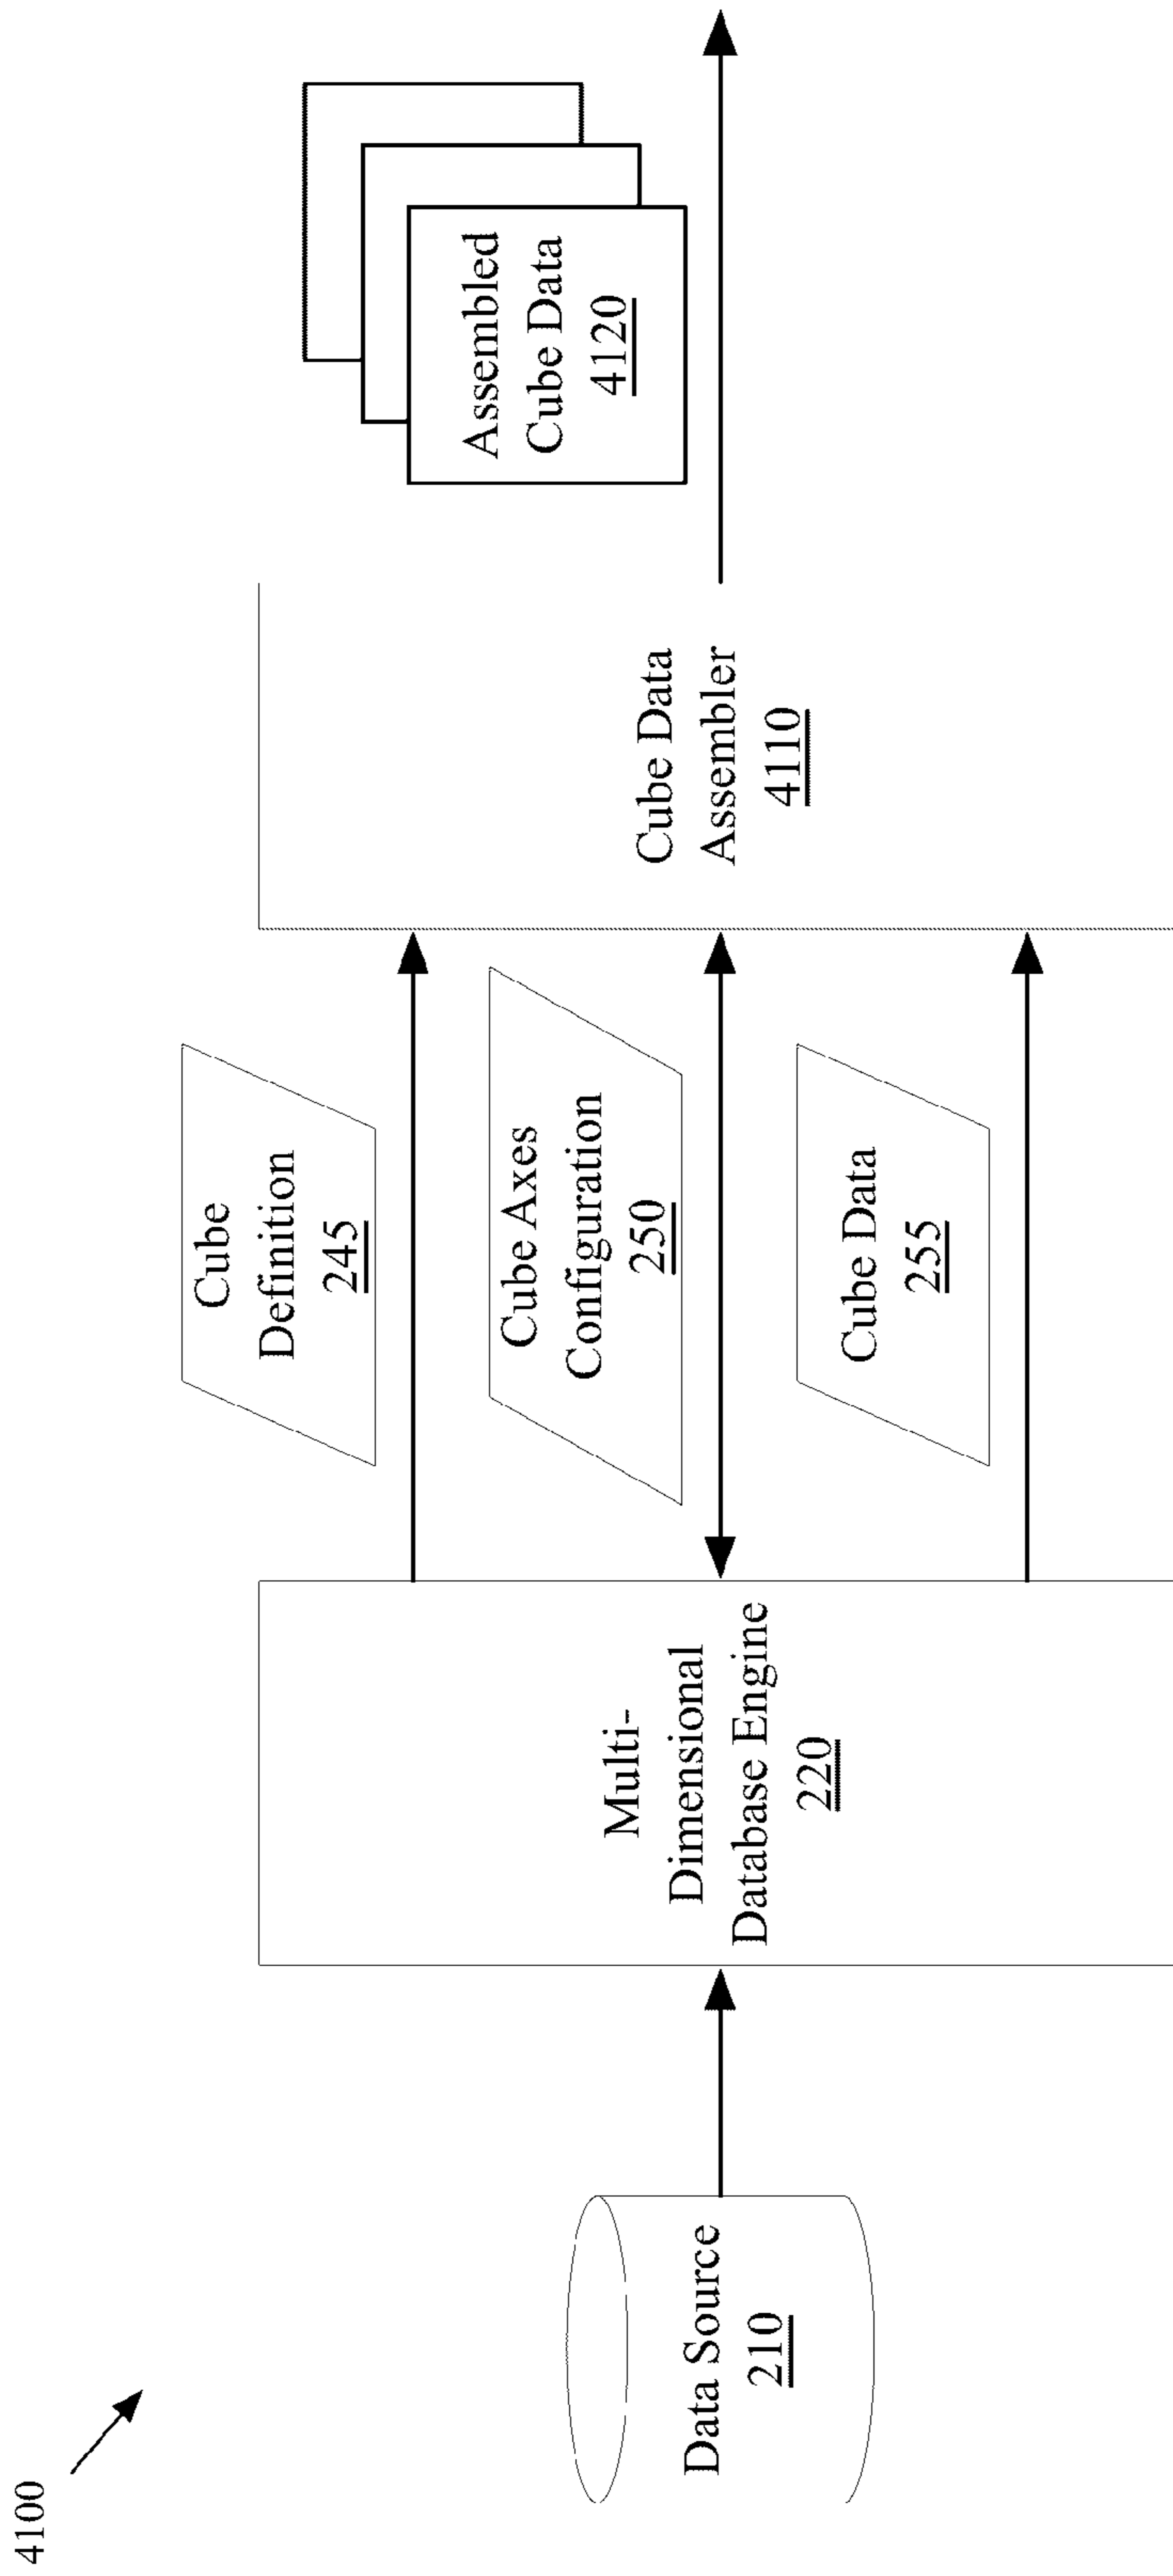 4100
Data Source
210
Multi-
Dimensional
Database Engine
220
Cube
Definition
245
Cube Axes
Configuration
250
Cube Data
255
Cube Data
Assembler
4110
Assembled
Cube Data
4120